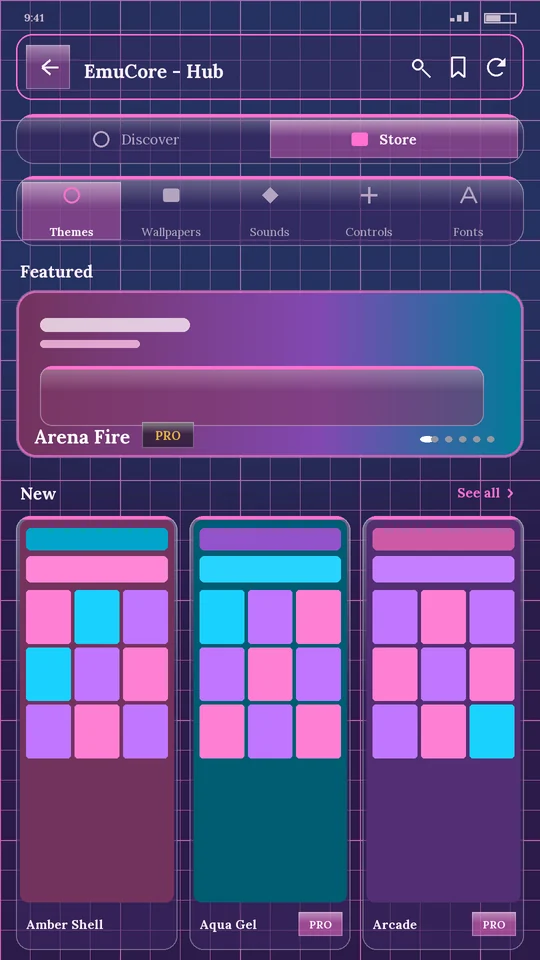 9:41
EmuCore - Hub
Discover
Store
Themes
Wallpapers
Sounds
Controls
Fonts
Featured
Arena Fire
PRO
New
See all
Amber Shell
Aqua Gel
PRO
Arcade
PRO